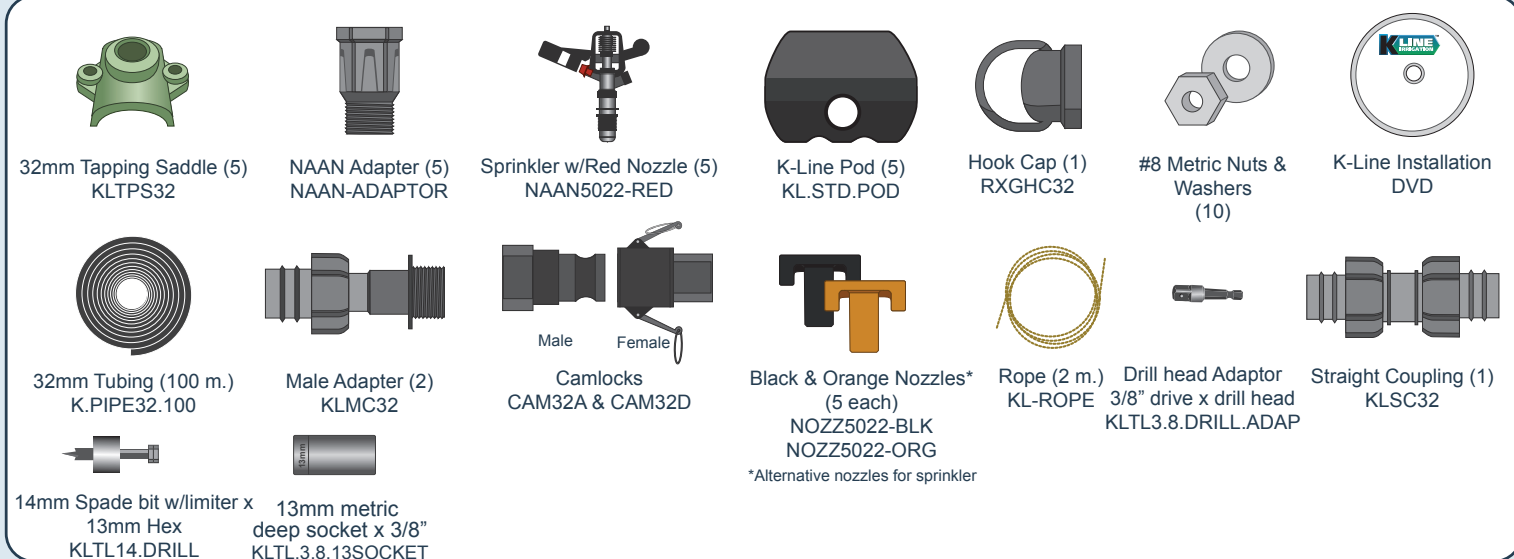 32mm Tapping Saddle (5)
KLTPS32
NAAN Adapter (5)
NAAN-ADAPTOR
Sprinkler w/Red Nozzle (5)
NAAN5022-RED
K-Line Pod (5)
KL.STD.POD
Hook Cap (1)
RXGHC32
#8 Metric Nuts &
Washers
(10)
K LINE
IRRIGATION™
K-Line Installation
DVD
32mm Tubing (100 m.)
K.PIPE32.100
Male Adapter (2)
KLMC32
Male
Female
Camlocks
CAM32A & CAM32D
Black & Orange Nozzles*
(5 each)
NOZZ5022-BLK
NOZZ5022-ORG
*Alternative nozzles for sprinkler
Rope (2 m.)
KL-ROPE
Drill head Adaptor
3/8” drive x drill head
KLTL3.8.DRILL.ADAP
Straight Coupling (1)
KLSC32
14mm Spade bit w/limiter x
13mm Hex
KLTL14.DRILL
13mm
13mm metric
deep socket x 3/8”
KLTL.3.8.13SOCKET